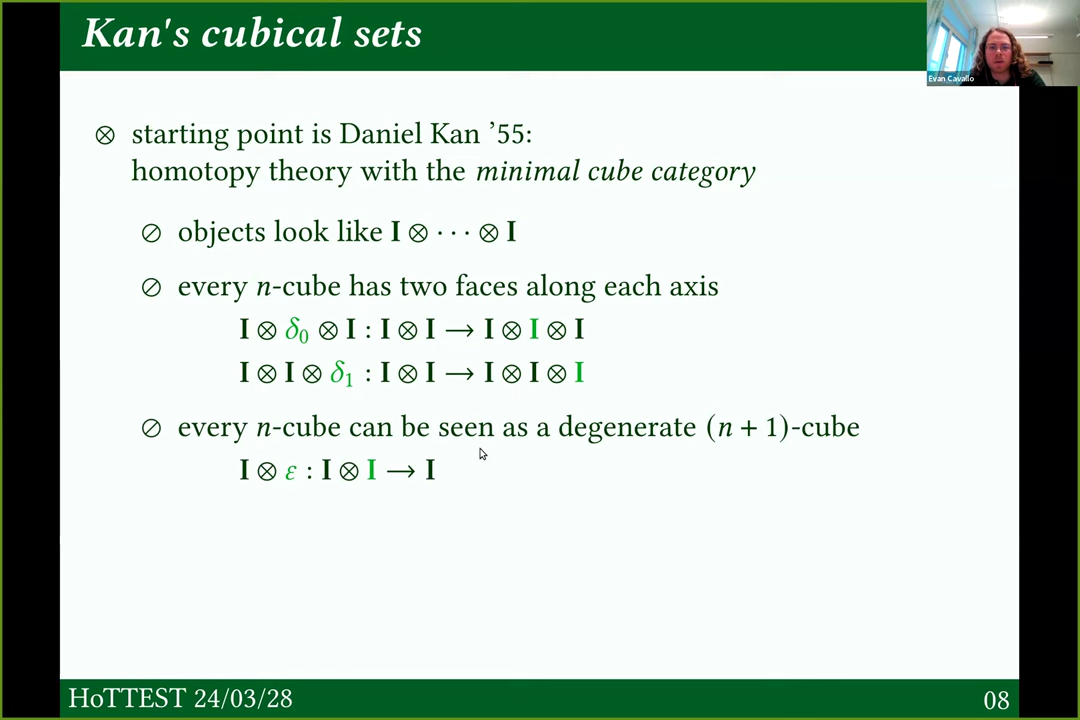 Kan's cubical sets
Evan Cavallo
⊗ starting point is Daniel Kan ’55:
homotopy theory with the minimal cube category
⊘ objects look like I ⊗ ··· ⊗ I
⊘ every n-cube has two faces along each axis
I ⊗ δ₀ ⊗ I : I ⊗ I → I ⊗ I ⊗ I
I ⊗ I ⊗ δ₁ : I ⊗ I → I ⊗ I ⊗ I
⊘ every n-cube can be seen as a degenerate (n + 1)-cube
I ⊗ ε : I ⊗ I → I
HoTTEST 24/03/28
08